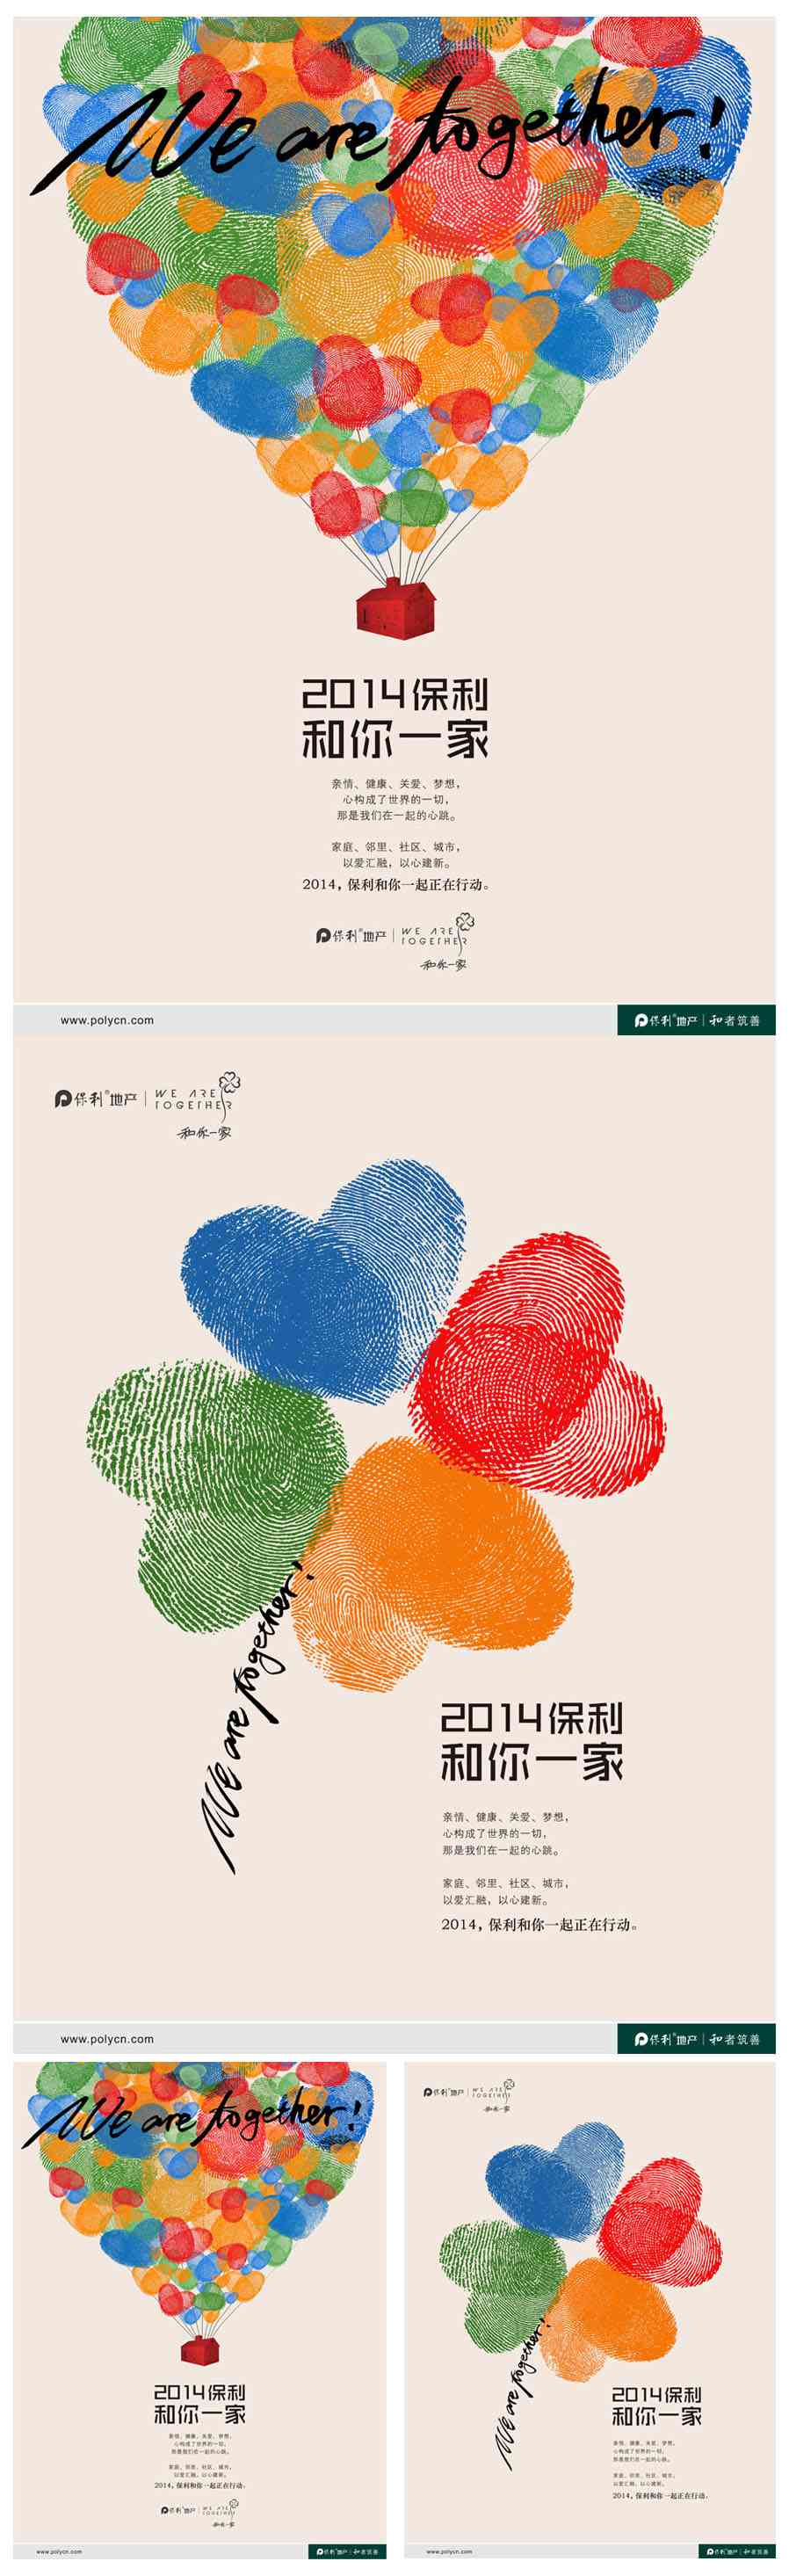 We are together!
2014保利
和你一家
亲情、健康、关爱、梦想，
心构成了世界的一切，
那是我们在一起的心跳。
家庭、邻里、社区、城市，
以爱汇融，以心建新。
2014，保利和你一起正在行动。
保利®地产 | WE ARE TOGETHER
和你一家
www.polycn.com
保利®地产 | 和者筑善
保利®地产 | WE ARE TOGETHER
和你一家
We are together!
2014保利
和你一家
亲情、健康、关爱、梦想，
心构成了世界的一切，
那是我们在一起的心跳。
家庭、邻里、社区、城市，
以爱汇融，以心建新。
2014，保利和你一起正在行动。
www.polycn.com
保利®地产 | 和者筑善
We are together!
2014保利
和你一家
亲情、健康、关爱、梦想，
心构成了世界的一切，
那是我们在一起的心跳。
家庭、邻里、社区、城市，
以爱汇融，以心建新。
2014，保利和你一起正在行动。
保利®地产 | WE ARE TOGETHER
和你一家
www.polycn.com
保利®地产 | 和者筑善
保利®地产 | WE ARE TOGETHER
和你一家
We are together!
2014保利
和你一家
亲情、健康、关爱、梦想，
心构成了世界的一切，
那是我们在一起的心跳。
家庭、邻里、社区、城市，
以爱汇融，以心建新。
2014，保利和你一起正在行动。
www.polycn.com
保利®地产 | 和者筑善